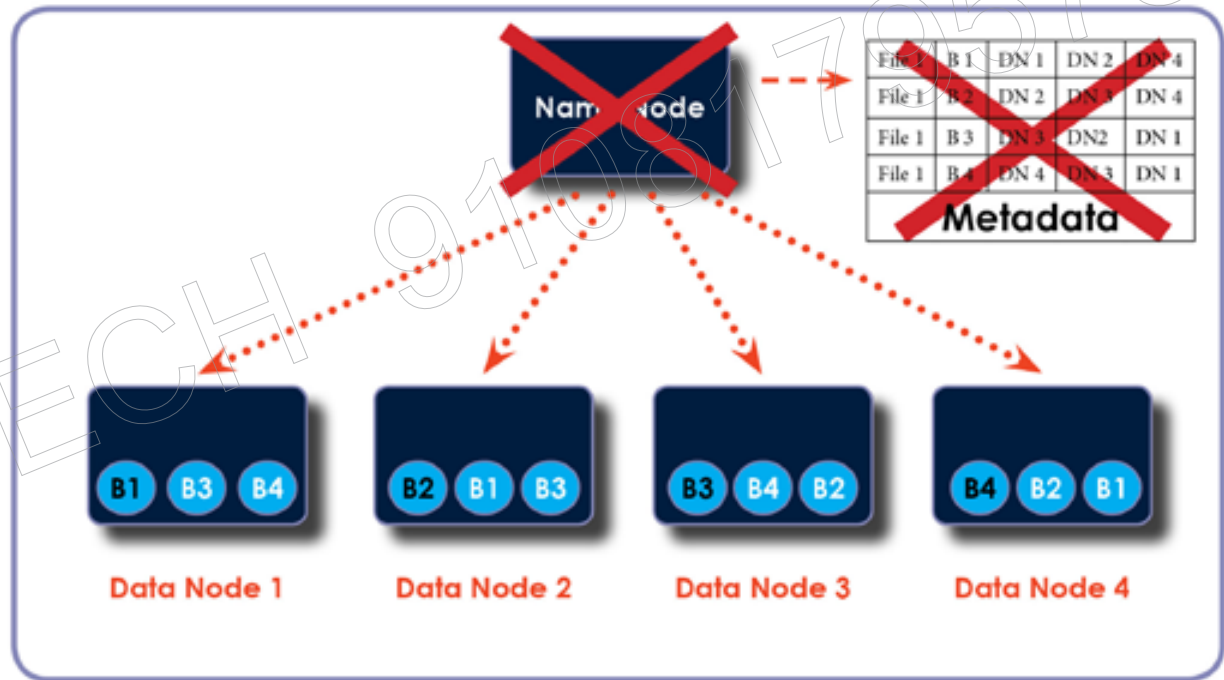 Name Node
File 1 B 1 DN 1 DN 2 DN 4
File 1 B 2 DN 2 DN 3 DN 4
File 1 B 3 DN 3 DN2 DN 1
File 1 B 4 DN 4 DN 3 DN 1
Metadata
ECH 91081795
B1 B3 B4
B2 B1 B3
B3 B4 B2
B4 B2 B1
Data Node 1
Data Node 2
Data Node 3
Data Node 4